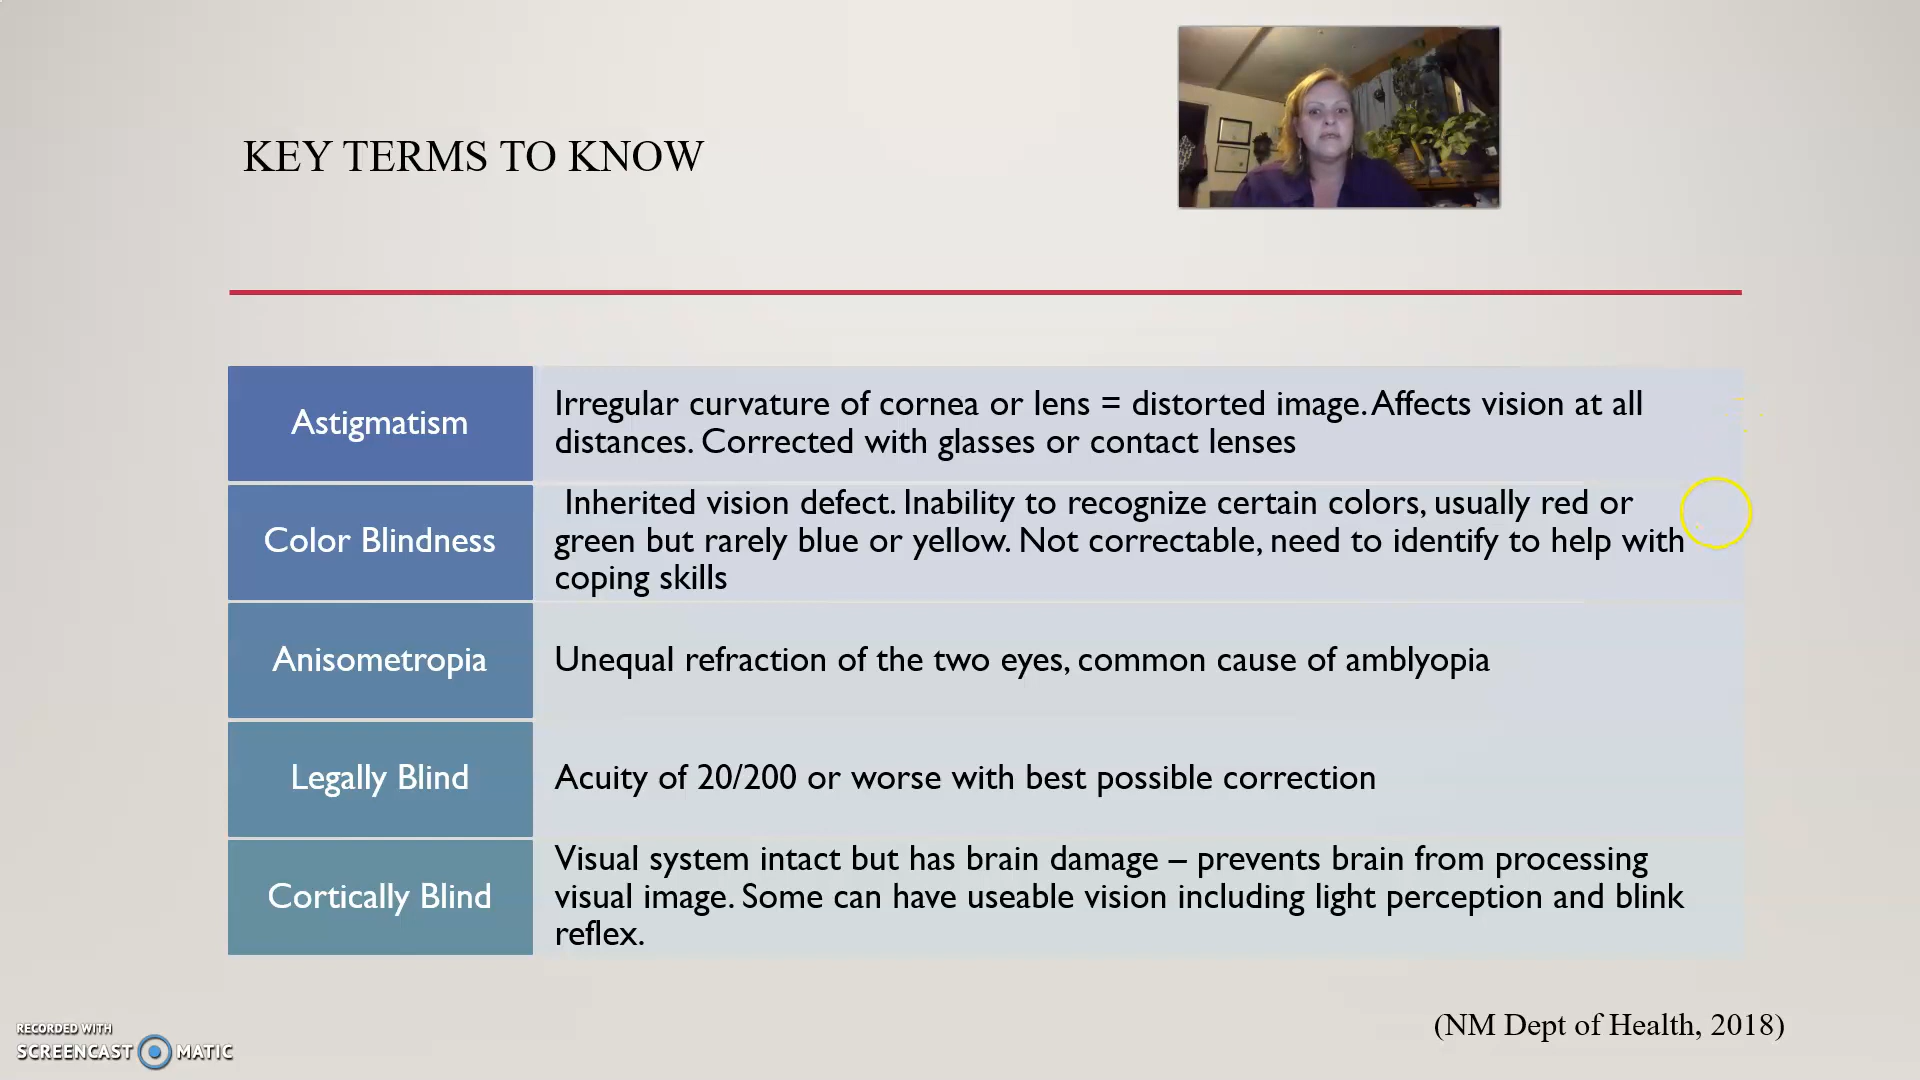 KEY TERMS TO KNOW
Astigmatism
Irregular curvature of cornea or lens = distorted image. Affects vision at all
distances. Corrected with glasses or contact lenses
Color Blindness
Inherited vision defect. Inability to recognize certain colors, usually red or
green but rarely blue or yellow. Not correctable, need to identify to help with
coping skills
Anisometropia
Unequal refraction of the two eyes, common cause of amblyopia
Legally Blind
Acuity of 20/200 or worse with best possible correction
Cortically Blind
Visual system intact but has brain damage – prevents brain from processing
visual image. Some can have useable vision including light perception and blink
reflex.
(NM Dept of Health, 2018)
RECORDED WITH
SCREENCAST MATIC